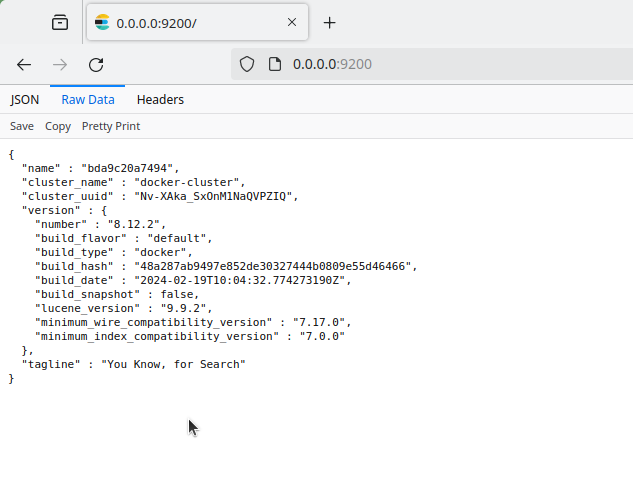 0.0.0.0:9200/
0.0.0.0:9200
JSON Raw Data Headers
Save Copy Pretty Print
{
  "name" : "bda9c20a7494",
  "cluster_name" : "docker-cluster",
  "cluster_uuid" : "Nv-XAka_SxOnM1NaQVPZIQ",
  "version" : {
    "number" : "8.12.2",
    "build_flavor" : "default",
    "build_type" : "docker",
    "build_hash" : "48a287ab9497e852de30327444b0809e55d46466",
    "build_date" : "2024-02-19T10:04:32.774273190Z",
    "build_snapshot" : false,
    "lucene_version" : "9.9.2",
    "minimum_wire_compatibility_version" : "7.17.0",
    "minimum_index_compatibility_version" : "7.0.0"
  },
  "tagline" : "You Know, for Search"
}